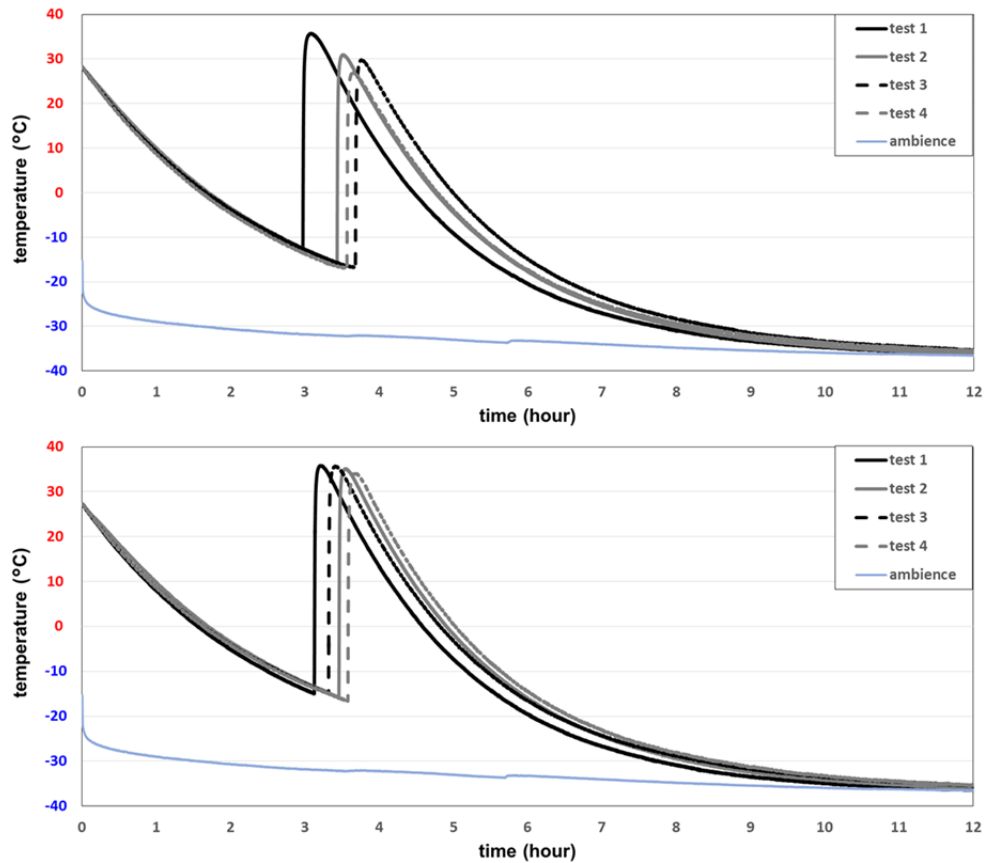 temperature (°C)
40
30
20
10
0
-10
-20
-30
-40
test 1
test 2
test 3
test 4
ambience
0 1 2 3 4 5 6 7 8 9 10 11 12
time (hour)
temperature (°C)
40
30
20
10
0
-10
-20
-30
-40
test 1
test 2
test 3
test 4
ambience
0 1 2 3 4 5 6 7 8 9 10 11 12
time (hour)